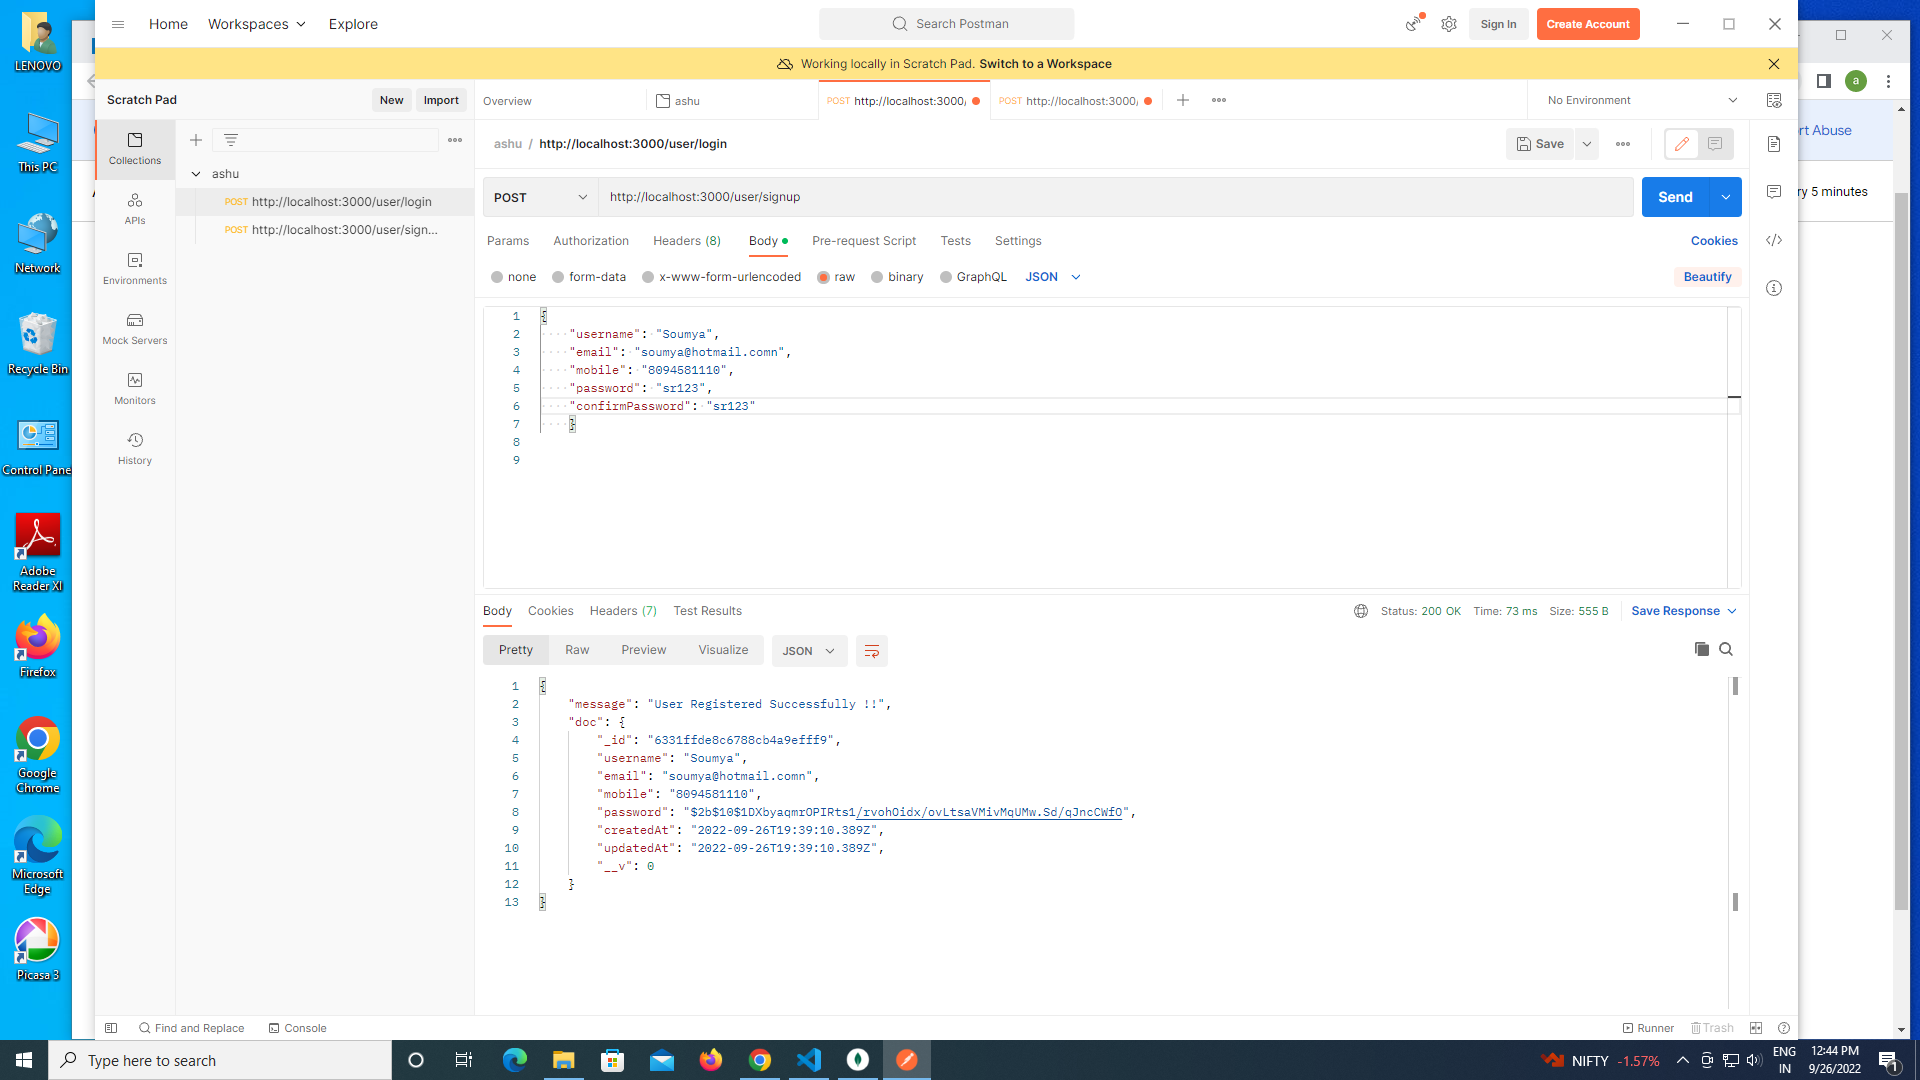 LENOVO
This PC
Network
Recycle Bin
Control Pane
Adobe
Reader XI
Firefox
Google
Chrome
Microsoft
Edge
Picasa 3
Home
Workspaces
Explore
Search Postman
Sign In
Create Account
Working locally in Scratch Pad. Switch to a Workspace
a
Scratch Pad
New
Import
Overview
ashu
POST http://localhost:3000/
POST http://localhost:3000/
No Environment
rt Abuse
ry 5 minutes
Collections
APIs
Environments
Mock Servers
Monitors
History
ashu
POST http://localhost:3000/user/login
POST http://localhost:3000/user/sign...
ashu / http://localhost:3000/user/login
Save
POST
http://localhost:3000/user/signup
Send
Params
Authorization
Headers (8)
Body
Pre-request Script
Tests
Settings
Cookies
none
form-data
x-www-form-urlencoded
raw
binary
GraphQL
JSON
Beautify
1 {
2 "username": "Soumya",
3 "email": "soumya@hotmail.comn",
4 "mobile": "8094581110",
5 "password": "sr123",
6 "confirmPassword": "sr123"
7 }
8
9
Body
Cookies
Headers (7)
Test Results
Status: 200 OK
Time: 73 ms
Size: 555 B
Save Response
Pretty
Raw
Preview
Visualize
JSON
1 {
2 "message": "User Registered Successfully !!",
3 "doc": {
4 "_id": "6331ffde8c6788cb4a9efff9",
5 "username": "Soumya",
6 "email": "soumya@hotmail.comn",
7 "mobile": "8094581110",
8 "password": "$2b$10$1DXbyaqmrOPIRts1/rvohOidx/ovLtsaVMivMqUMw.Sd/qJncCWfO",
9 "createdAt": "2022-09-26T19:39:10.389Z",
10 "updatedAt": "2022-09-26T19:39:10.389Z",
11 "__v": 0
12 }
13 }
Find and Replace
Console
Runner
Trash
Type here to search
NIFTY -1.57%
ENG
IN
12:44 PM
9/26/2022
1